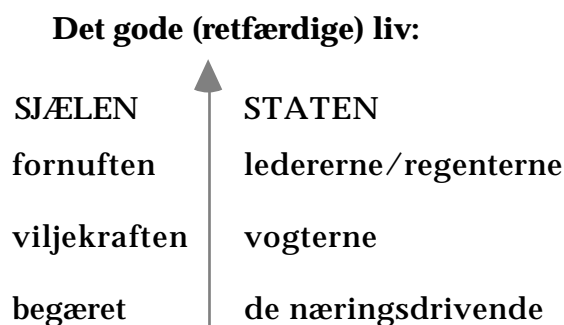 Det gode (retfærdige) liv:
SJÆLEN STATEN
fornuften ledererne/regenterne
viljekraften vogterne
begæret de næringsdrivende